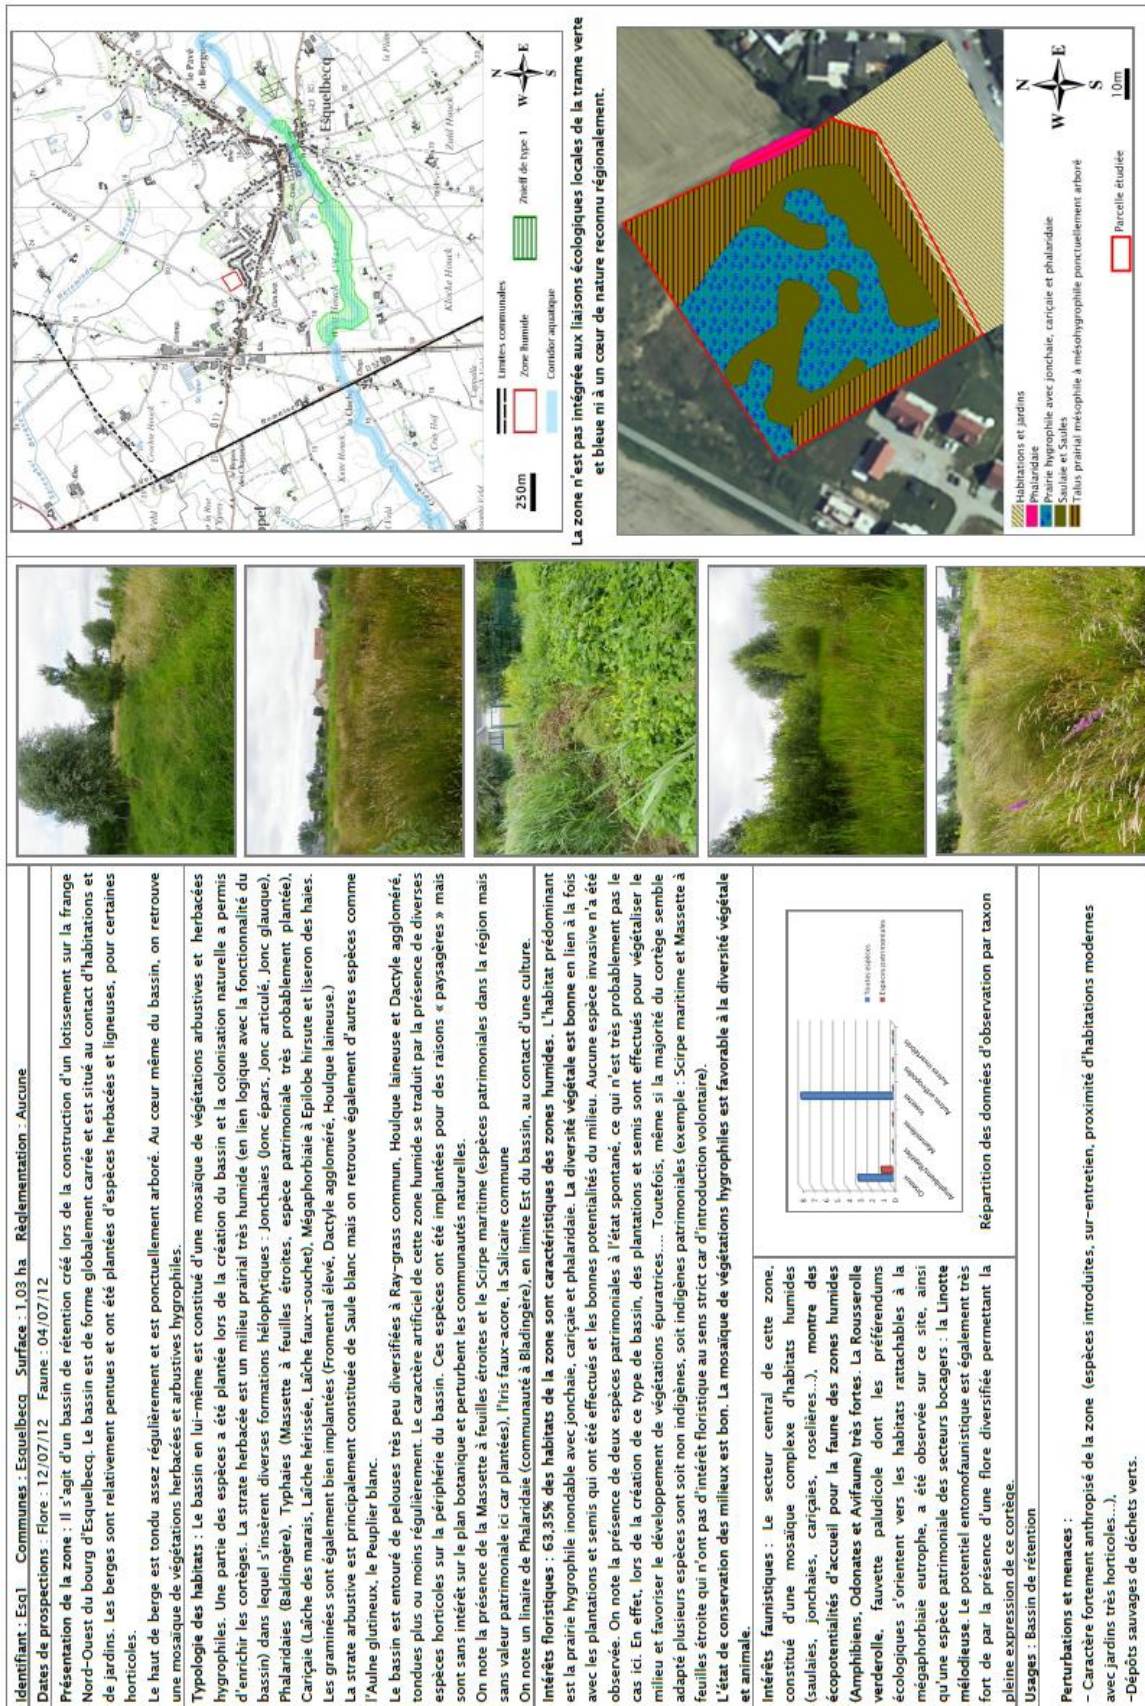 Identifiant : Esq1    Communes : Esquelbecq    Surface : 1,03 ha    Règlementation : Aucune
Dates de prospections : Flore : 12/07/12    Faune : 04/07/12
Présentation de la zone : Il s'agit d'un bassin de rétention créé lors de la construction d'un lotissement sur la frange
Nord-Ouest du bourg d'Esquelbecq. Le bassin est de forme globalement carrée et est situé au contact d'habitations et
de jardins. Les berges sont relativement pentues et ont été plantées d'espèces herbacées et ligneuses, pour certaines
horticoles.
Le haut de berge est tondu assez régulièrement et est ponctuellement arboré. Au cœur même du bassin, on retrouve
une mosaïque de végétations herbacées et arbustives hygrophiles.
Typologie des habitats : Le bassin en lui-même est constitué d'une mosaïque de végétations arbustives et herbacées
hygrophiles. Une partie des espèces a été plantée lors de la création du bassin et la colonisation naturelle a permis
d'enrichir les cortèges. La strate herbacée est un milieu prairial très humide (en lien logique avec la fonctionnalité du
bassin) dans lequel s'insèrent diverses formations hélophytiques : Jonchaies (Jonc épars, Jonc articulé, Jonc glauque),
Phalaridaies (Baldingère), Typhaies (Massette à feuilles étroites, espèce patrimoniale très probablement plantée),
Cariçaie (Laîche des marais, Laîche hérissée, Laîche faux-souchet), Mégaphorbiaie à Epilobe hirsute et liseron des haies.
Les graminées sont également bien implantées (Fromental élevé, Dactyle aggloméré, Houlque laineuse.)
La strate arbustive est principalement constituée de Saule blanc mais on retrouve également d'autres espèces comme
l'Aulne glutineux, le Peuplier blanc.
Le bassin est entouré de pelouses très peu diversifiées à Ray-grass commun, Houlque laineuse et Dactyle aggloméré,
tondues plus ou moins régulièrement. Le caractère artificiel de cette zone humide se traduit par la présence de diverses
espèces horticoles sur la périphérie du bassin. Ces espèces ont été implantées pour des raisons « paysagères » mais
sont sans intérêt sur le plan botanique et perturbent les communautés naturelles.
On note la présence de la Massette à feuilles étroites et le Scirpe maritime (espèces patrimoniales dans la région mais
sans valeur patrimoniale ici car plantées), l'Iris faux-acore, la Salicaire commune
On note un linaire de Phalaridaie (communauté à Bladingère), en limite Est du bassin, au contact d'une culture.
Intérêts floristiques : 63,35% des habitats de la zone sont caractéristiques des zones humides. L'habitat prédominant
est la prairie hygrophile inondable avec jonchaie, cariçaie et phalaridaie. La diversité végétale est bonne en lien à la fois
avec les plantations et semis qui ont été effectués et les bonnes potentialités du milieu. Aucune espèce invasive n'a été
observée. On note la présence de deux espèces patrimoniales à l'état spontané, ce qui n'est très probablement pas le
cas ici. En effet, lors de la création de ce type de bassin, des plantations et semis sont effectués pour végétaliser le
milieu et favoriser le développement de végétations épuratrices.... Toutefois, même si la majorité du cortège semble
adapté plusieurs espèces sont soit non indigènes, soit indigènes patrimoniales (exemple : Scirpe maritime et Massette à
feuilles étroite qui n'ont pas d'intérêt floristique au sens strict car d'introduction volontaire).
L'état de conservation des milieux est bon. La mosaïque de végétations hygrophiles est favorable à la diversité végétale
et animale.
Intérêts faunistiques : Le secteur central de cette zone,
constitué d'une mosaïque complexe d'habitats humides
(saulaies, jonchaies, cariçaies, roselières...), montre des
écopotentialités d'accueil pour la faune des zones humides
(Amphibiens, Odonates et Avifaune) très fortes. La Rousserolle
verderolle, fauvette paludicole dont les préférendums
écologiques s'orientent vers les habitats rattachables à la
mégaphorbiaie eutrophe, a été observée sur ce site, ainsi
qu'une espèce patrimoniale des secteurs bocagers : la Linotte
mélodieuse. Le potentiel entomofaunistique est également très
fort de par la présence d'une flore diversifiée permettant la
pleine expression de ce cortège.
8
7
6
5
4
3
2
1
0
Oiseaux
Amphibiens/Reptiles
Mammifères
Insectes
Autres arthropodes
Autres invertébrés
Toutes espèces
Espèces patrimoniales
Répartition des données d'observation par taxon
Usages : Bassin de rétention
Perturbations et menaces :
- Caractère fortement anthropisé de la zone (espèces introduites, sur-entretien, proximité d'habitations modernes
avec jardins très horticoles...),
-Dépôts sauvages de déchets verts.
le Pavé
de Bergues
Esquelbecq
Zuid Houck
Klocke Houck
250m
Limites communales
Zone humide
Corridor aquatique
Znieff de type 1
N
W E
S
La zone n'est pas intégrée aux liaisons écologiques locales de la trame verte
et bleue ni à un cœur de nature reconnu régionalement.
Habitations et jardins
Phalaridaie
Prairie hygrophile avec jonchaie, cariçaie et phalaridaie
Saulaie et Saules
Talus prairial mésophile à mésohygrophile ponctuellement arboré
Parcelle étudiée
N
W E
S
10m